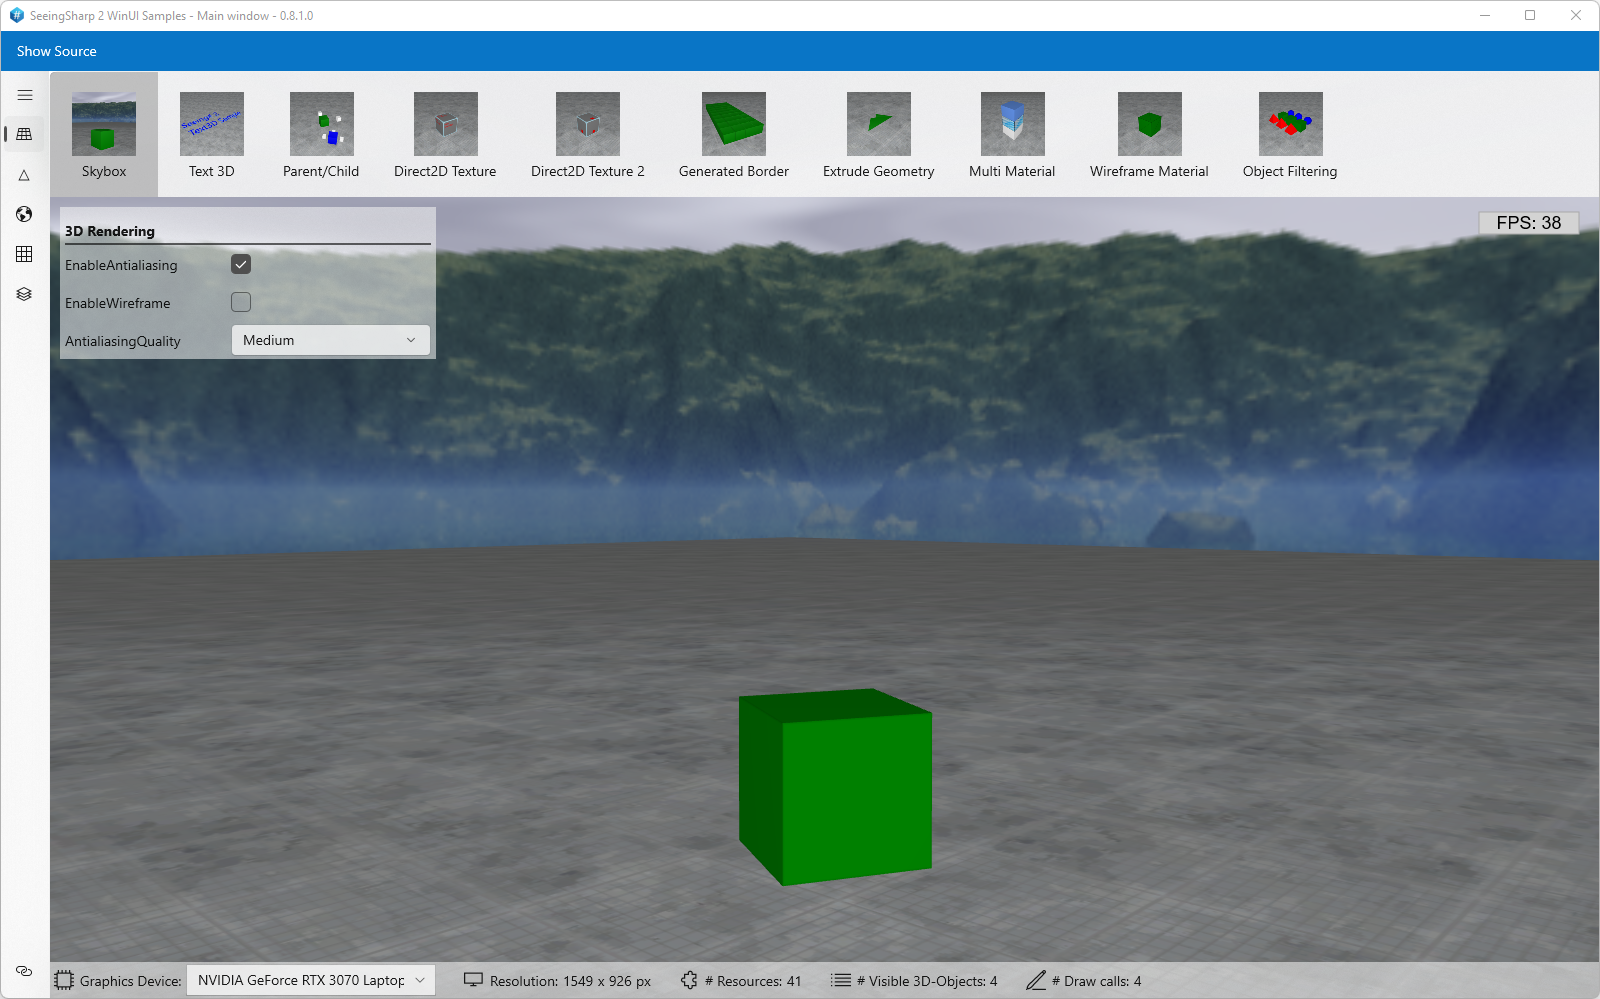 SeeingSharp 2 WinUI Samples - Main window - 0.8.1.0
Show Source
Skybox
Text 3D
Parent/Child
Direct2D Texture
Direct2D Texture 2
Generated Border
Extrude Geometry
Multi Material
Wireframe Material
Object Filtering
3D Rendering
FPS: 38
EnableAntialiasing
EnableWireframe
AntialiasingQuality Medium
Graphics Device: NVIDIA GeForce RTX 3070 Laptop Resolution: 1549 x 926 px # Resources: 41 # Visible 3D-Objects: 4 # Draw calls: 4